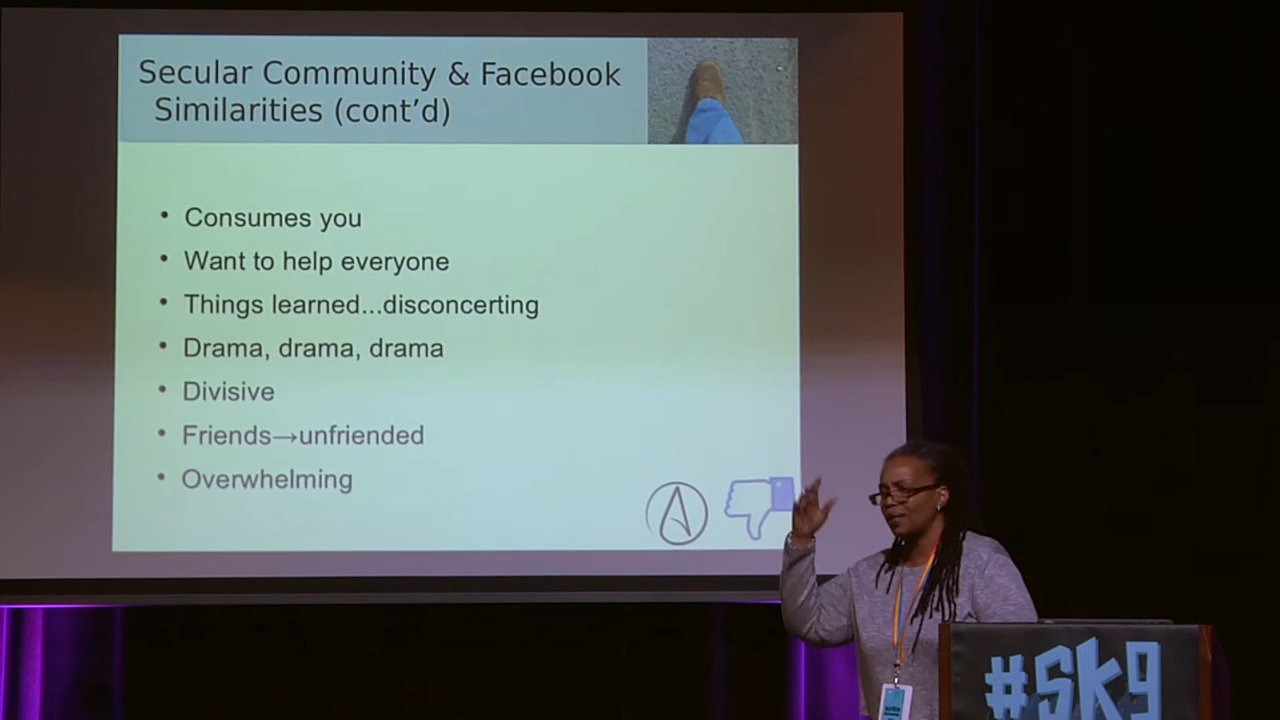 Secular Community & Facebook
Similarities (cont’d)
• Consumes you
• Want to help everyone
• Things learned...disconcerting
• Drama, drama, drama
• Divisive
• Friends→unfriended
• Overwhelming
#SK9